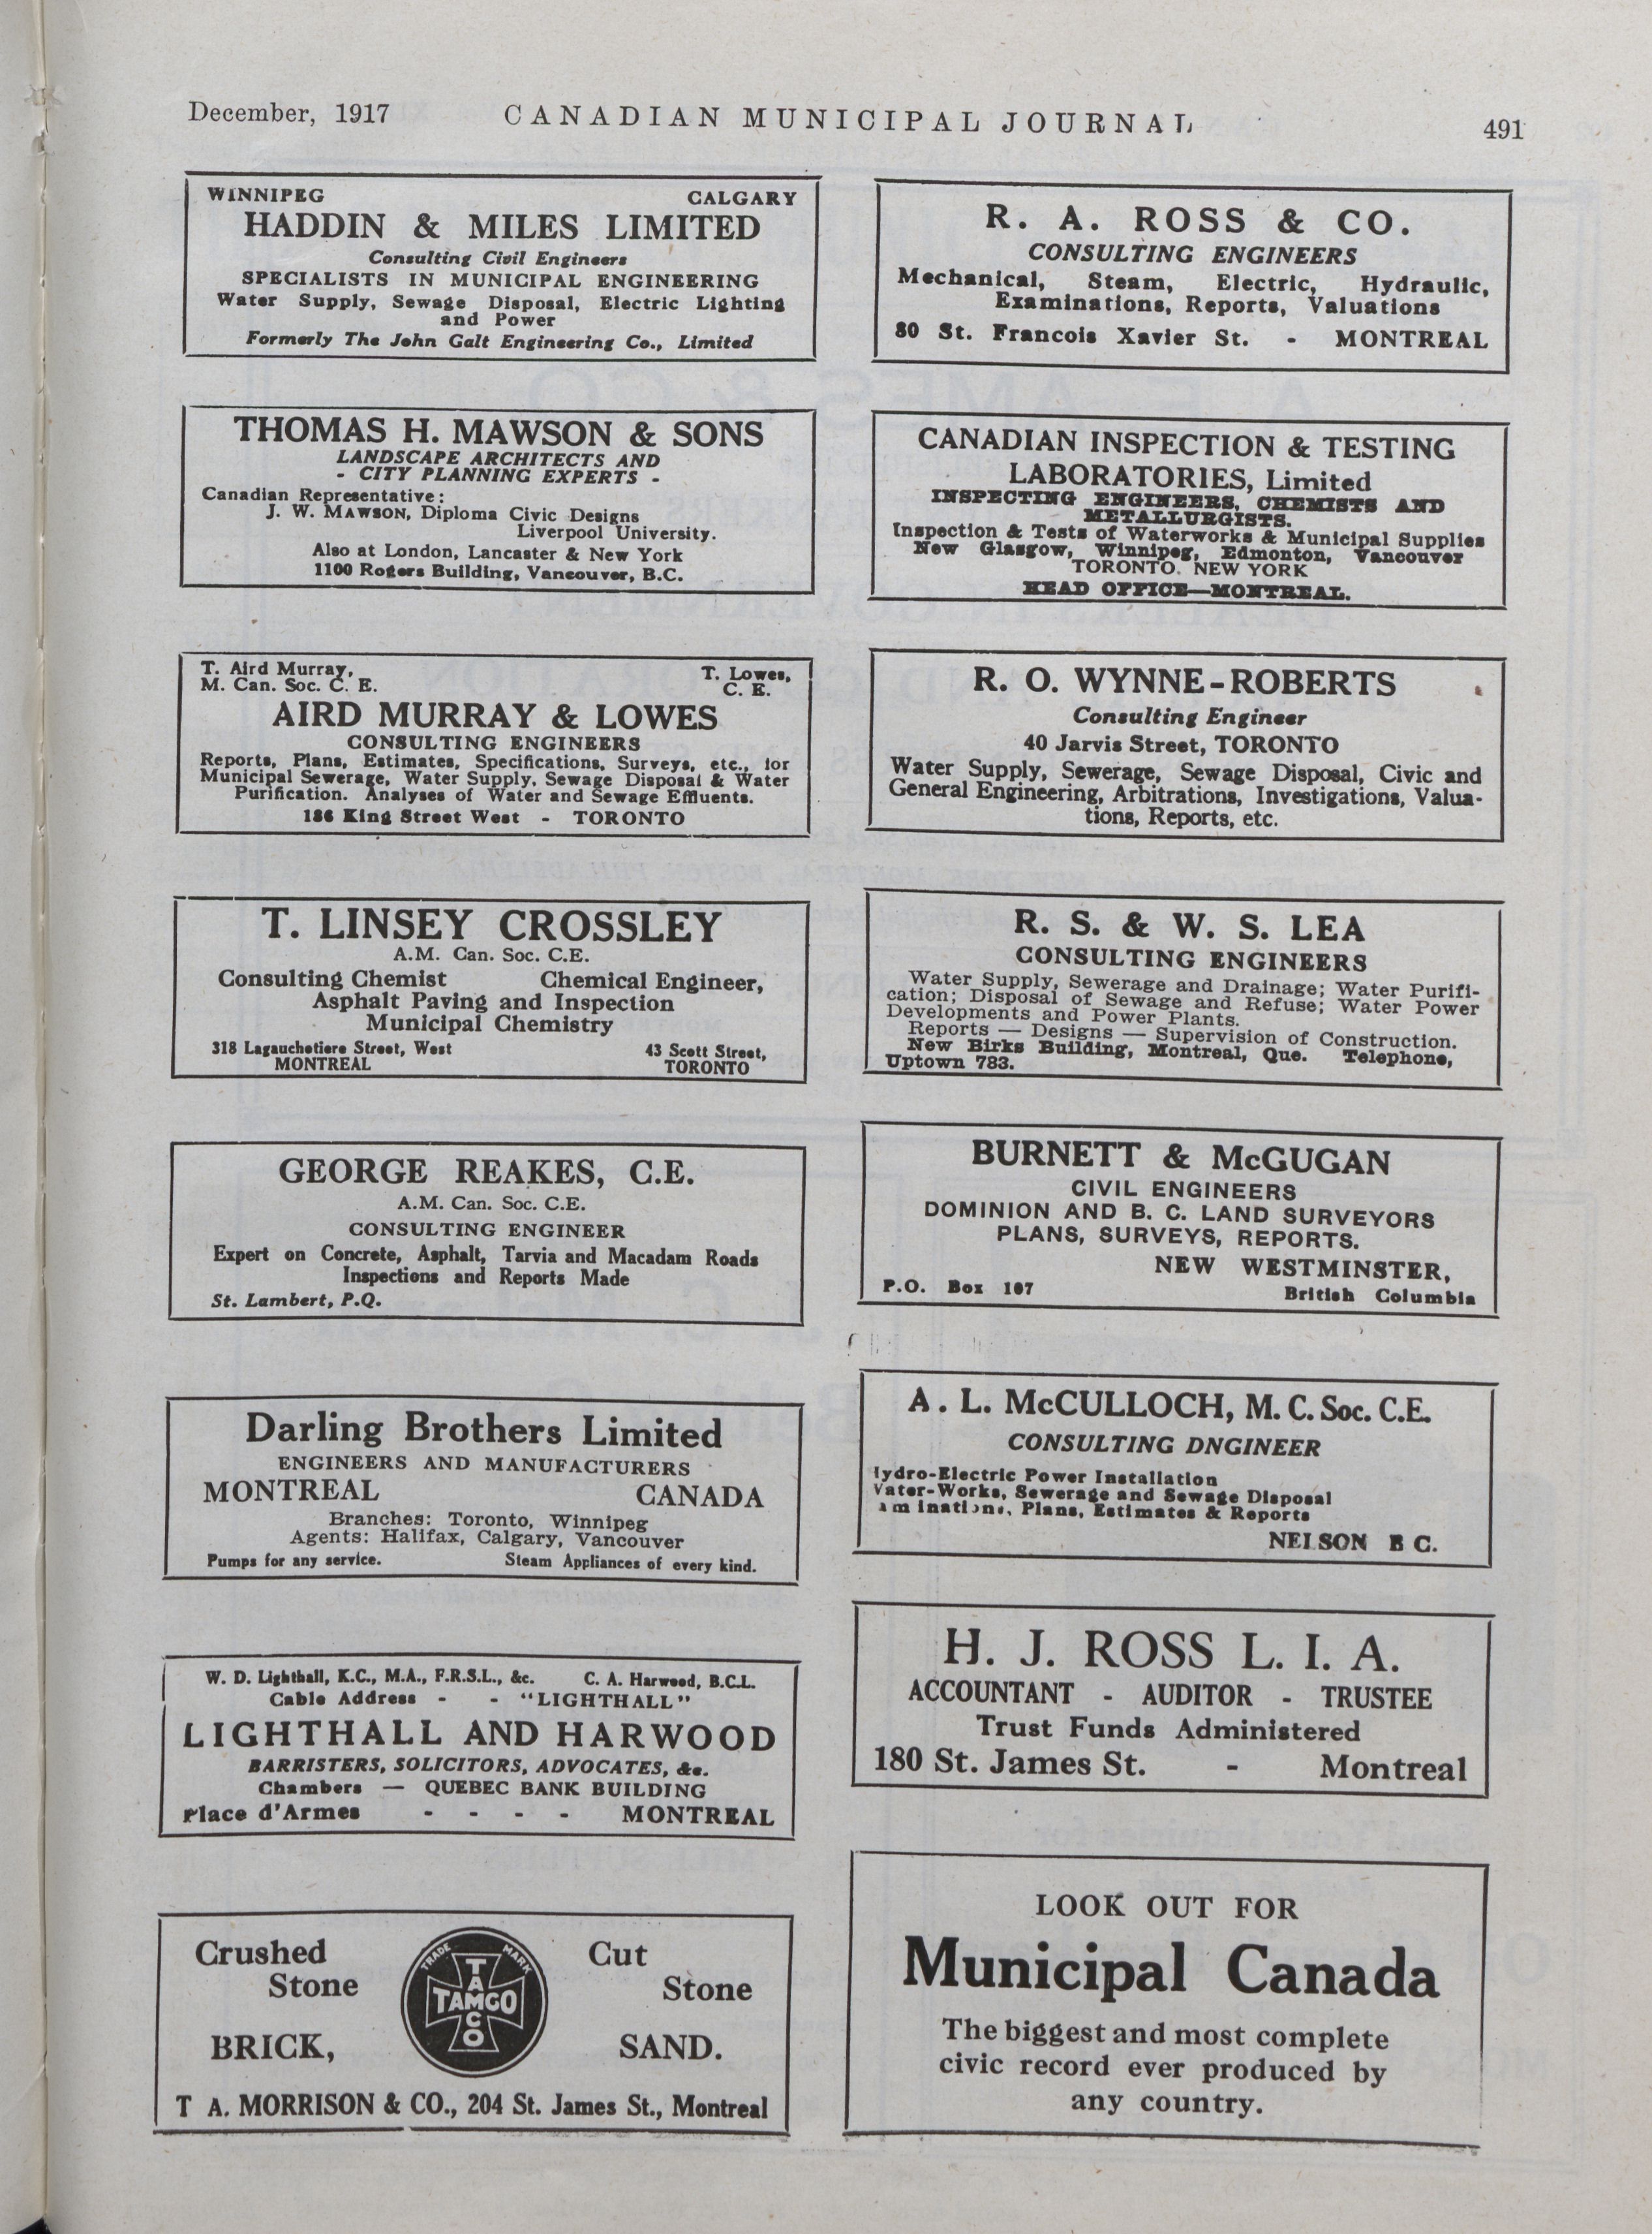 December, 1917 CANADIAN MUNICIPAL JOURNAL 491
WINNIPEG CALGARY
HADDIN & MILES LIMITED
Consulting Civil Engineers
SPECIALISTS IN MUNICIPAL ENGINEERING
Water Supply, Sewage Disposal, Electric Lighting
and Power
Formerly The John Galt Engineering Co., Limited
THOMAS H. MAWSON & SONS
LANDSCAPE ARCHITECTS AND
- CITY PLANNING EXPERTS -
Canadian Representative:
J. W. MAWSON, Diploma Civic Designs
Liverpool University.
Also at London, Lancaster & New York
1100 Rogers Building, Vancouver, B.C.
T. Aird Murray, T. Lowes,
M. Can. Soc. C. E. C. E.
AIRD MURRAY & LOWES
CONSULTING ENGINEERS
Reports, Plans, Estimates, Specifications, Surveys, etc., for
Municipal Sewerage, Water Supply, Sewage Disposal & Water
Purification. Analyses of Water and Sewage Effluents.
186 King Street West - TORONTO
T. LINSEY CROSSLEY
A.M. Can. Soc. C.E.
Consulting Chemist Chemical Engineer,
Asphalt Paving and Inspection
Municipal Chemistry
318 Lagauchetiere Street, West 43 Scott Street,
MONTREAL TORONTO
GEORGE REAKES, C.E.
A.M. Can. Soc. C.E.
CONSULTING ENGINEER
Expert on Concrete, Asphalt, Tarvia and Macadam Roads
Inspections and Reports Made
St. Lambert, P.Q.
Darling Brothers Limited
ENGINEERS AND MANUFACTURERS
MONTREAL CANADA
Branches: Toronto, Winnipeg
Agents: Halifax, Calgary, Vancouver
Pumps for any service. Steam Appliances of every kind.
W. D. Lighthall, K.C., M.A., F.R.S.L., &c. C. A. Harwood, B.C.L.
Cable Address - - "LIGHTHALL"
LIGHTHALL AND HARWOOD
BARRISTERS, SOLICITORS, ADVOCATES, &c.
Chambers — QUEBEC BANK BUILDING
Place d'Armes - - - - MONTREAL
Crushed Cut
Stone Stone
TRADE MARK
TAMCO
TAMCO
BRICK, SAND.
T A. MORRISON & CO., 204 St. James St., Montreal
R. A. ROSS & CO.
CONSULTING ENGINEERS
Mechanical, Steam, Electric, Hydraulic,
Examinations, Reports, Valuations
80 St. Francois Xavier St. - MONTREAL
CANADIAN INSPECTION & TESTING
LABORATORIES, Limited
INSPECTING ENGINEERS, CHEMISTS AND
METALLURGISTS.
Inspection & Tests of Waterworks & Municipal Supplies
New Glasgow, Winnipeg, Edmonton, Vancouver
TORONTO. NEW YORK
HEAD OFFICE—MONTREAL.
R. O. WYNNE-ROBERTS
Consulting Engineer
40 Jarvis Street, TORONTO
Water Supply, Sewerage, Sewage Disposal, Civic and
General Engineering, Arbitrations, Investigations, Valua-
tions, Reports, etc.
R. S. & W. S. LEA
CONSULTING ENGINEERS
Water Supply, Sewerage and Drainage; Water Purifi-
cation; Disposal of Sewage and Refuse; Water Power
Developments and Power Plants.
Reports — Designs — Supervision of Construction.
New Birks Building, Montreal, Que. Telephone,
Uptown 783.
BURNETT & McGUGAN
CIVIL ENGINEERS
DOMINION AND B. C. LAND SURVEYORS
PLANS, SURVEYS, REPORTS.
NEW WESTMINSTER,
P.O. Box 107 British Columbia
A. L. McCULLOCH, M. C. Soc. C.E.
CONSULTING DNGINEER
ydro-Electric Power Installation
Vater-Works, Sewerage and Sewage Disposal
aminations, Plans, Estimates & Reports
NELSON B C.
H. J. ROSS L. I. A.
ACCOUNTANT - AUDITOR - TRUSTEE
Trust Funds Administered
180 St. James St. - Montreal
LOOK OUT FOR
Municipal Canada
The biggest and most complete
civic record ever produced by
any country.